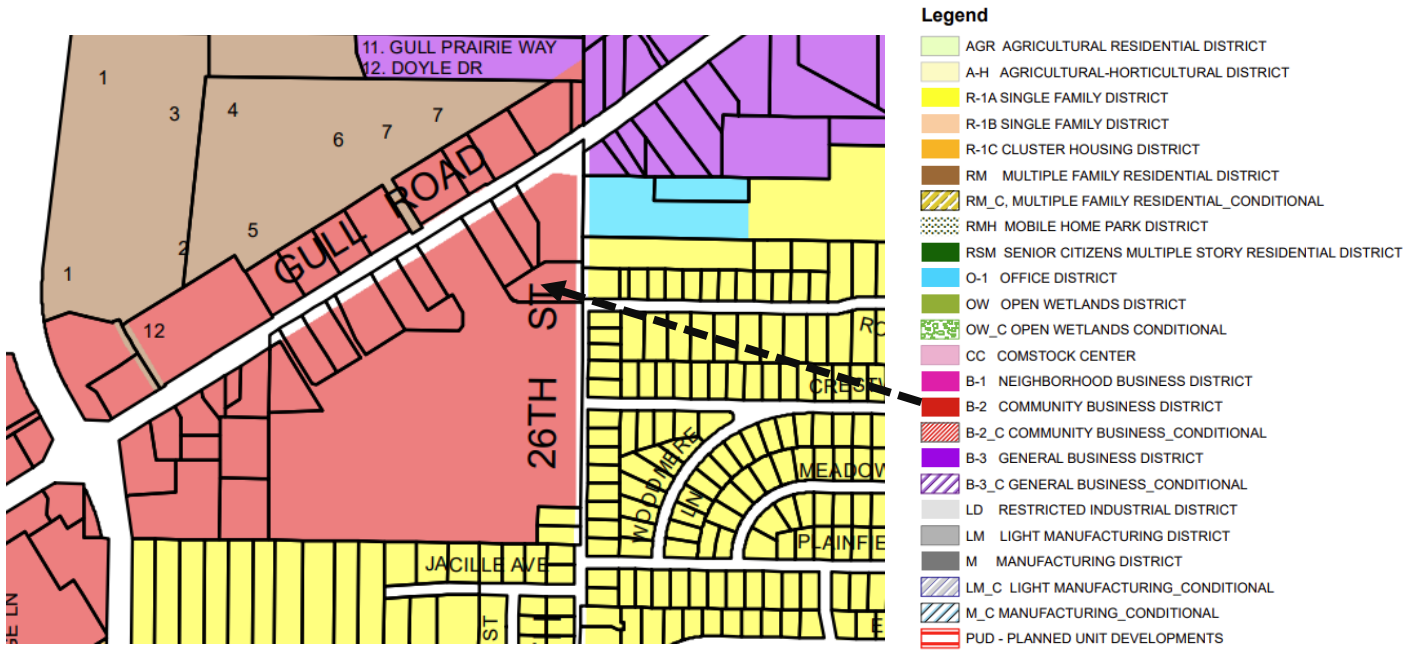 11. GULL PRAIRIE WAY
12. DOYLE DR
1
3
4
6
7
7
5
2
1
12
GULL ROAD
26TH ST
CREST
WOODMERE LN
MEADOW
PLAINFIE
JACILLE AVE
ST
GE LN
E
Legend
AGR AGRICULTURAL RESIDENTIAL DISTRICT
A-H AGRICULTURAL-HORTICULTURAL DISTRICT
R-1A SINGLE FAMILY DISTRICT
R-1B SINGLE FAMILY DISTRICT
R-1C CLUSTER HOUSING DISTRICT
RM MULTIPLE FAMILY RESIDENTIAL DISTRICT
RM_C, MULTIPLE FAMILY RESIDENTIAL_CONDITIONAL
RMH MOBILE HOME PARK DISTRICT
RSM SENIOR CITIZENS MULTIPLE STORY RESIDENTIAL DISTRICT
O-1 OFFICE DISTRICT
OW OPEN WETLANDS DISTRICT
OW_C OPEN WETLANDS CONDITIONAL
CC COMSTOCK CENTER
B-1 NEIGHBORHOOD BUSINESS DISTRICT
B-2 COMMUNITY BUSINESS DISTRICT
B-2_C COMMUNITY BUSINESS_CONDITIONAL
B-3 GENERAL BUSINESS DISTRICT
B-3_C GENERAL BUSINESS_CONDITIONAL
LD RESTRICTED INDUSTRIAL DISTRICT
LM LIGHT MANUFACTURING DISTRICT
M MANUFACTURING DISTRICT
LM_C LIGHT MANUFACTURING_CONDITIONAL
M_C MANUFACTURING_CONDITIONAL
PUD - PLANNED UNIT DEVELOPMENTS